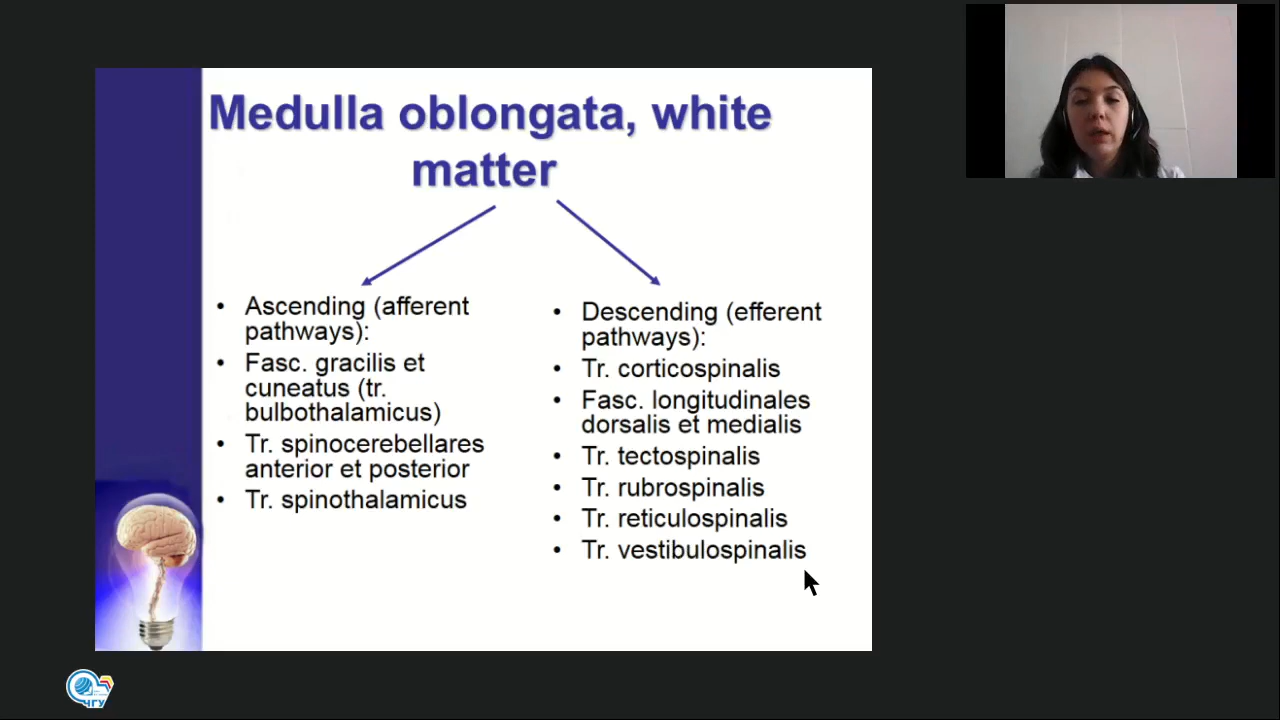 Medulla oblongata, white
matter
• Ascending (afferent
pathways):
• Fasc. gracilis et
cuneatus (tr.
bulbothalamicus)
• Tr. spinocerebellares
anterior et posterior
• Tr. spinothalamicus
• Descending (efferent
pathways):
• Tr. corticospinalis
• Fasc. longitudinales
dorsalis et medialis
• Tr. tectospinalis
• Tr. rubrospinalis
• Tr. reticulospinalis
• Tr. vestibulospinalis
ЧГУ